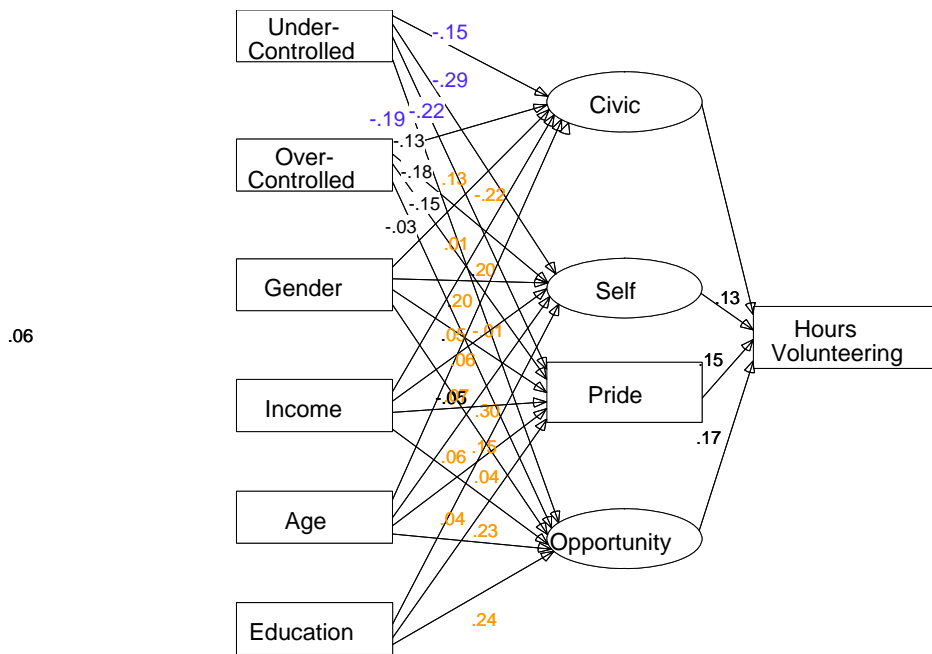 Under-
Controlled
-.15
-.29
Civic
-.19
-.22
-.13
Over-
Controlled
-.18
.13
-.22
-.15
-.03
.01
.20
Gender
Self
.20
.13
.06
.05
-.01
Hours
Volunteering
.06
.15
Pride
-.05
Income
.30
.17
.15
.06
.04
Age
.04
.23
Opportunity
Education
.24